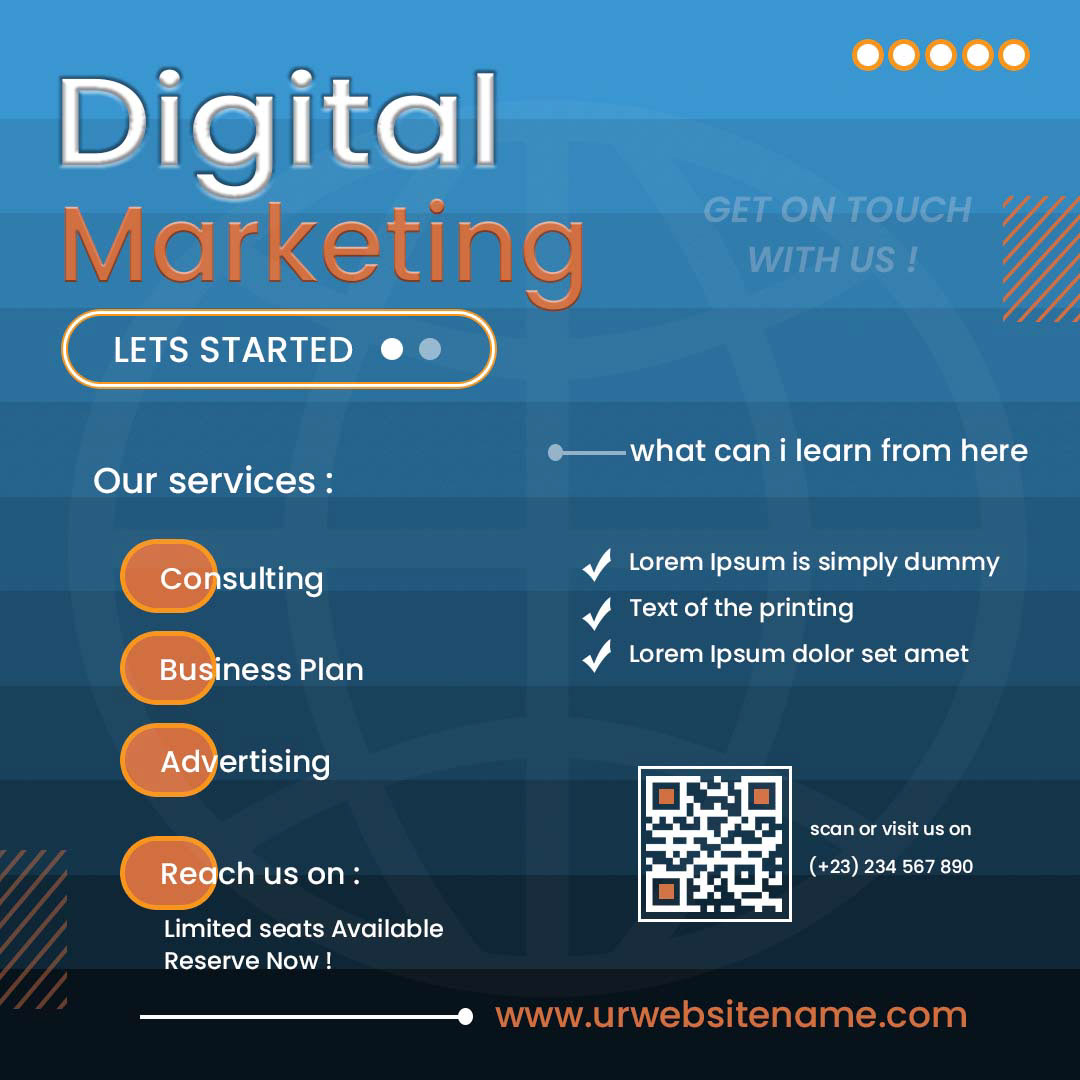 Digital
Marketing
GET ON TOUCH
WITH US !
LETS STARTED
Our services :
Consulting
Business Plan
Advertising
Reach us on :
Limited seats Available
Reserve Now !
what can i learn from here
Lorem Ipsum is simply dummy
Text of the printing
Lorem Ipsum dolor set amet
scan or visit us on
(+23) 234 567 890
www.urwebsitename.com